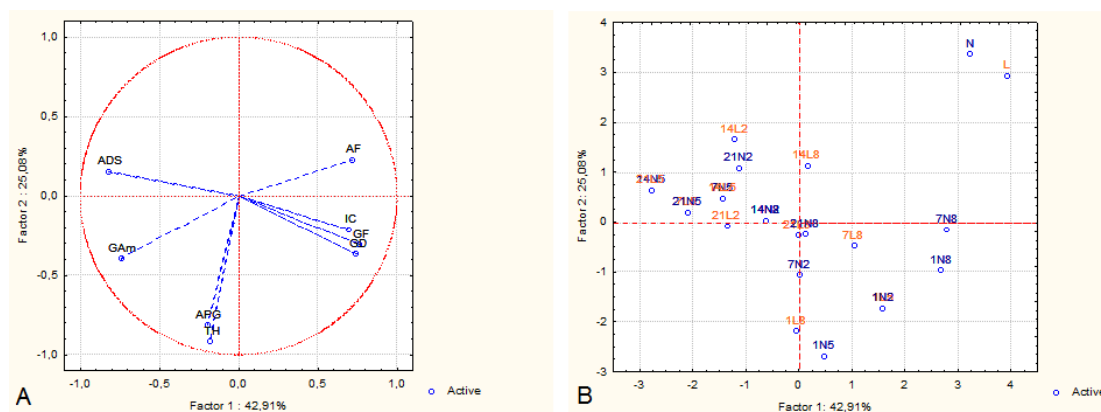 1,0
0,5
0,0
-0,5
-1,0
Factor 2 : 25,08%
ADS
AF
GAm
IC
GF
GD
APG
TH
-1,0 -0,5 0,0 0,5 1,0
Factor 1 : 42,91%
Active
A
4
3
2
1
0
-1
-2
-3
Factor 2: 25,08%
N
L
14L2
21N2
14L8
14N5
7N5
21N5
21L2
14N8
21N8
7L8
7N8
7N2
1N8
1N2
1L8
1N5
-3 -2 -1 0 1 2 3 4
Factor 1: 42,91%
Active
B